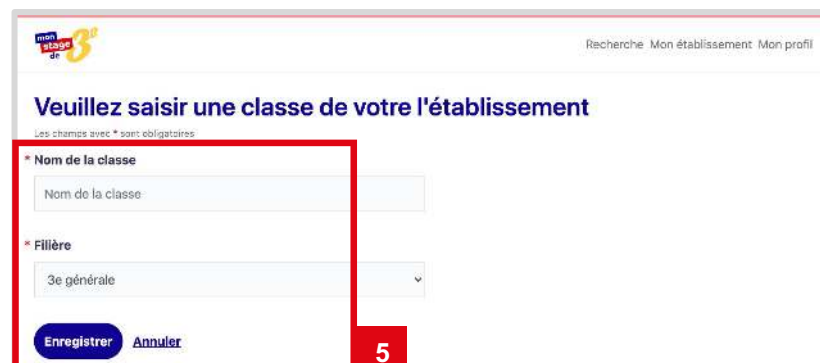 mon
stage
de 3e
Recherche Mon établissement Mon profil
Veuillez saisir une classe de votre l'établissement
Les champs avec * sont obligatoires
* Nom de la classe
Nom de la classe
* Filière
3e générale
Enregistrer Annuler
5